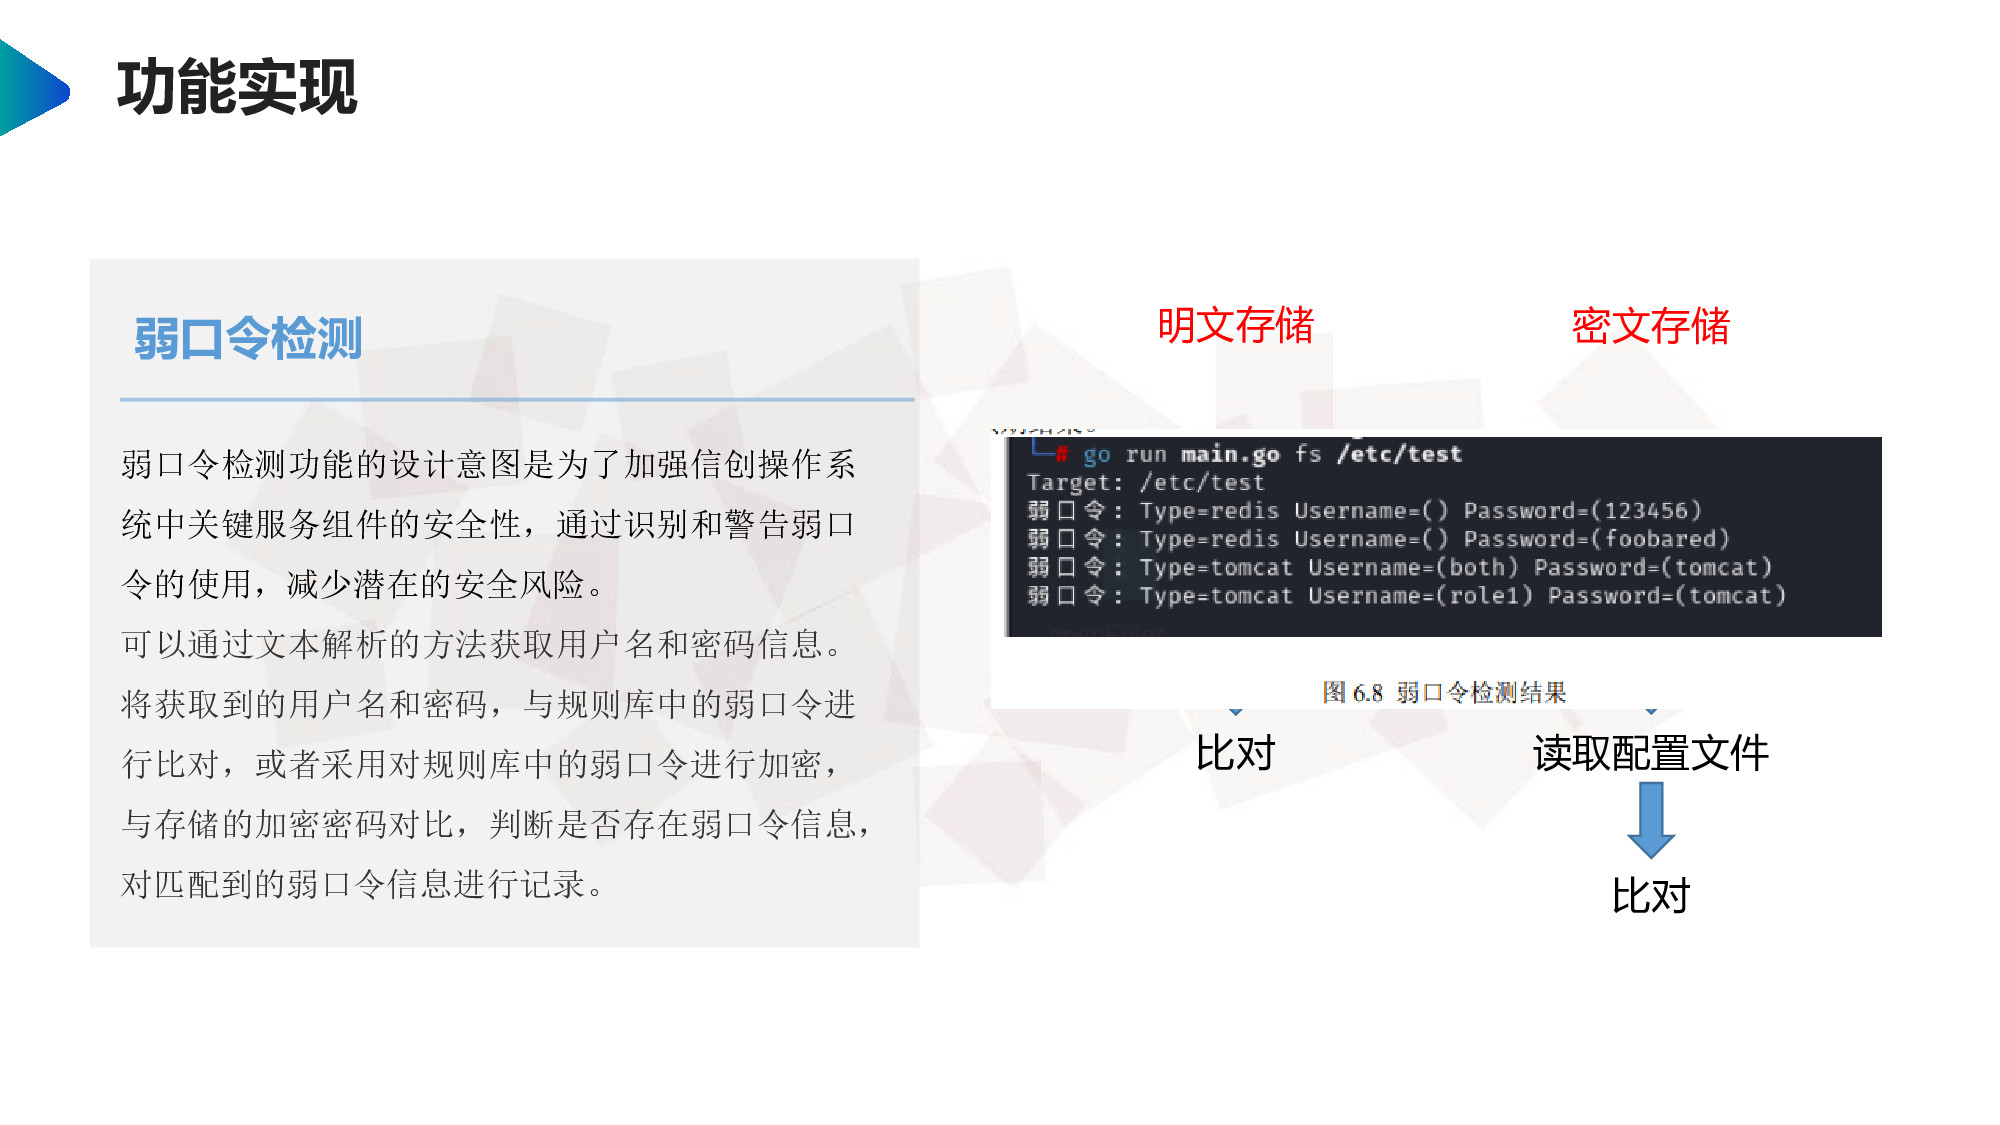 功能实现
弱口令检测
弱口令检测功能的设计意图是为了加强信创操作系
统中关键服务组件的安全性，通过识别和警告弱口
令的使用，减少潜在的安全风险。
可以通过文本解析的方法获取用户名和密码信息。
将获取到的用户名和密码，与规则库中的弱口令进
行比对，或者采用对规则库中的弱口令进行加密，
与存储的加密密码对比，判断是否存在弱口令信息，
对匹配到的弱口令信息进行记录。
明文存储
密文存储
└─# go run main.go fs /etc/test
Target: /etc/test
弱口令: Type=redis Username=() Password=(123456)
弱口令: Type=redis Username=() Password=(foobared)
弱口令: Type=tomcat Username=(both) Password=(tomcat)
弱口令: Type=tomcat Username=(role1) Password=(tomcat)
图 6.8 弱口令检测结果
比对
读取配置文件
比对